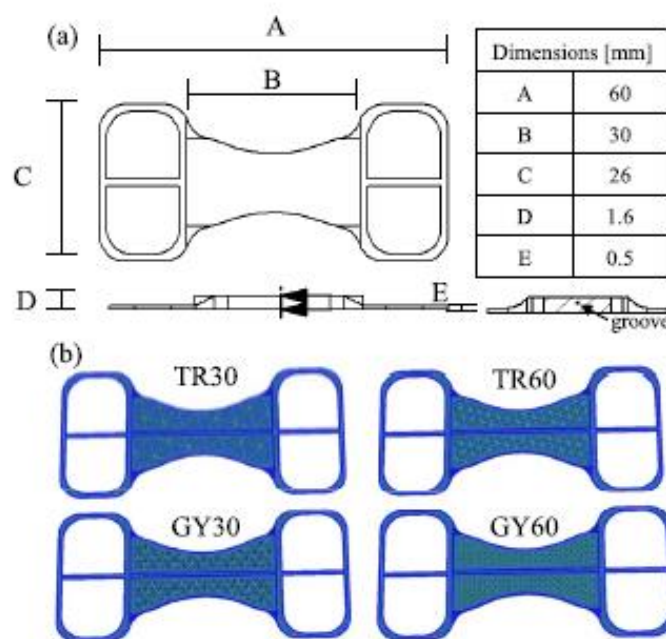 (a)
A
B
C
D
E
Dimensions [mm]
A 60
B 30
C 26
D 1.6
E 0.5
groove
(b)
TR30
TR60
GY30
GY60